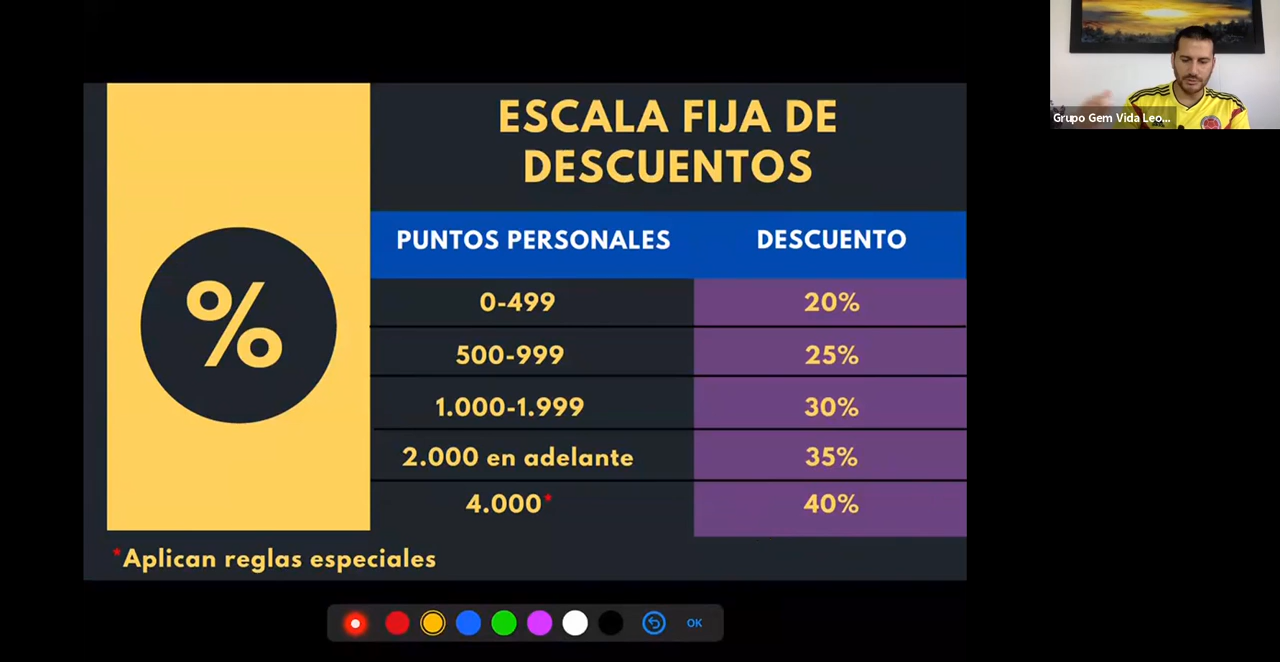 Grupo Gem Vida Leo...
ESCALA FIJA DE
DESCUENTOS
PUNTOS PERSONALES DESCUENTO
%
0-499 20%
500-999 25%
1.000-1.999 30%
2.000 en adelante 35%
4.000* 40%
*Aplican reglas especiales
OK